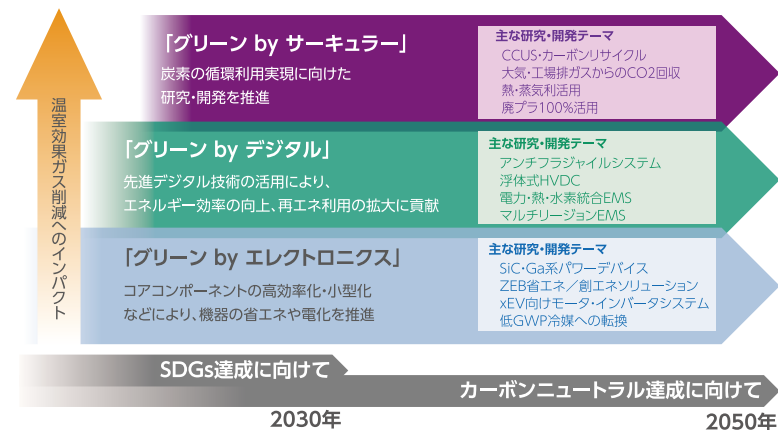 温室効果ガス削減へのインパクト
「グリーン by サーキュラー」
炭素の循環利用実現に向けた
研究・開発を推進
主な研究・開発テーマ
CCUS・カーボンリサイクル
大気・工場排ガスからのCO2回収
熱・蒸気利活用
廃プラ100%活用
「グリーン by デジタル」
先進デジタル技術の活用により、
エネルギー効率の向上、再エネ利用の拡大に貢献
主な研究・開発テーマ
アンチフラジャイルシステム
浮体式HVDC
電力・熱・水素統合EMS
マルチリージョンEMS
「グリーン by エレクトロニクス」
コアコンポーネントの高効率化・小型化
などにより、機器の省エネや電化を推進
主な研究・開発テーマ
SiC・Ga系パワーデバイス
ZEB省エネ／創エネソリューション
xEV向けモータ・インバータシステム
低GWP冷媒への転換
SDGs達成に向けて
カーボンニュートラル達成に向けて
2030年
2050年